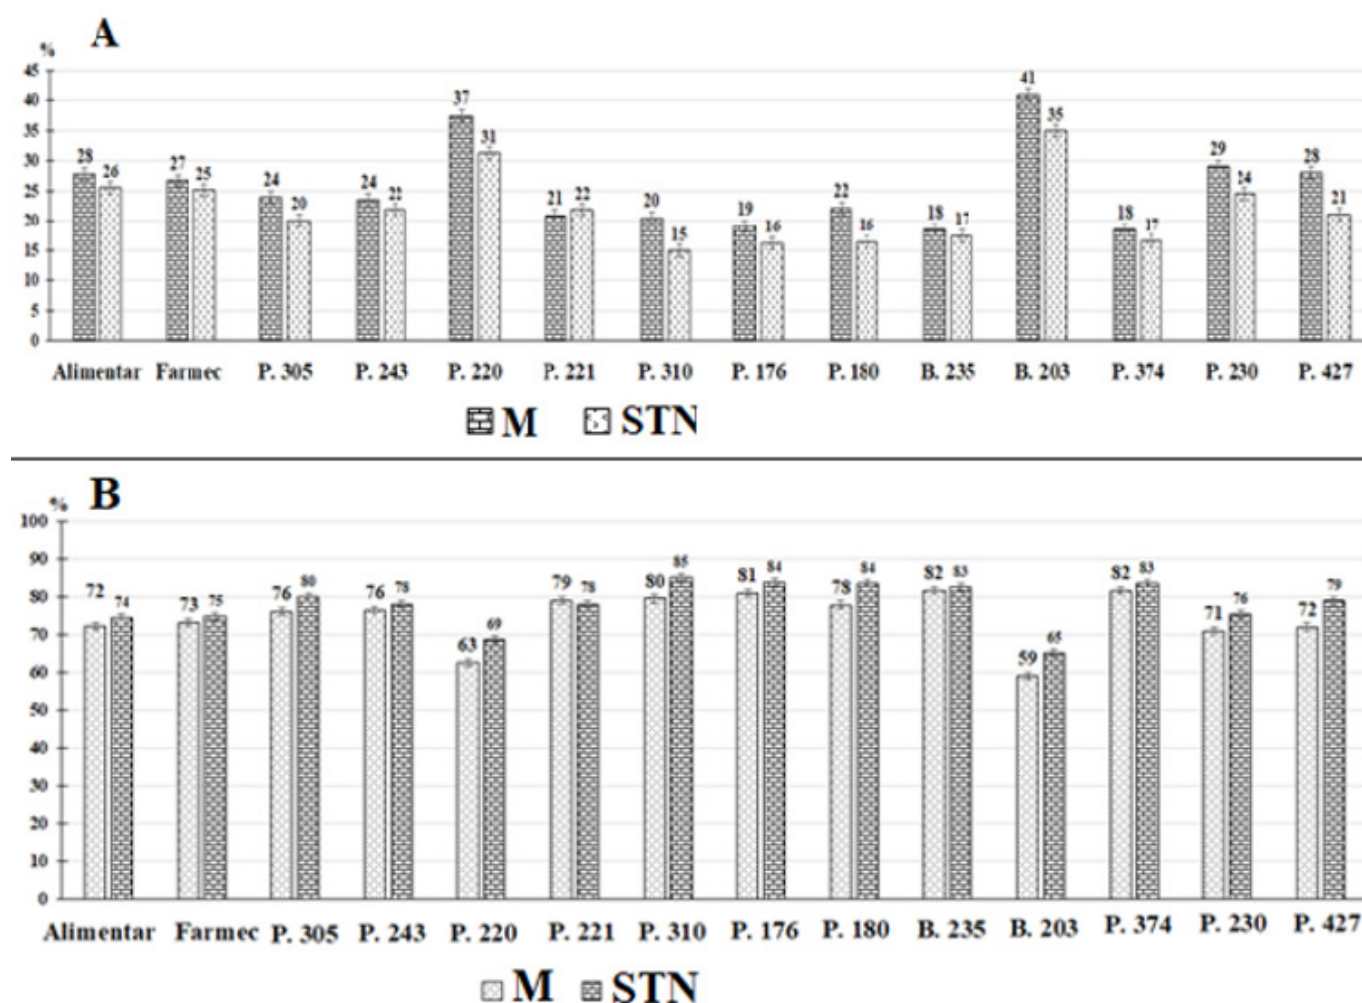 A
%
45
40
35
30
25
20
15
10
5
0
28 26 27 25 24 20 24 22 37 31 21 22 20 15 19 16 22 16 18 17 41 35 18 17 29 24 28 21
Alimentar Farmec P. 305 P. 243 P. 220 P. 221 P. 310 P. 176 P. 180 B. 235 B. 203 P. 374 P. 230 P. 427
M STN
B
%
100
90
80
70
60
50
40
30
20
10
0
72 74 73 75 76 80 76 78 63 69 79 78 80 85 81 84 78 84 82 83 59 65 82 83 71 76 72 79
Alimentar Farmec P. 305 P. 243 P. 220 P. 221 P. 310 P. 176 P. 180 B. 235 B. 203 P. 374 P. 230 P. 427
M STN